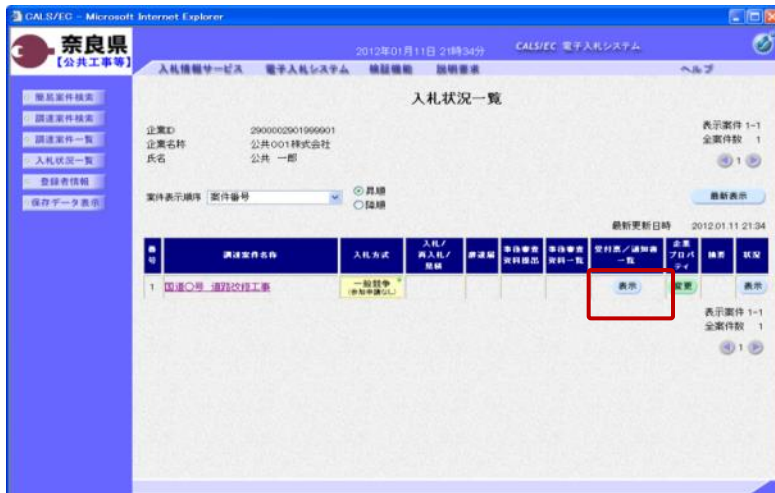 CALS/EC - Microsoft Internet Explorer
奈良県
【公共工事等】
2012年01月11日 21時34分
CALS/EC 電子入札システム
入札情報サービス 電子入札システム 検証機能 説明要求 ヘルプ
簡易案件検索
調達案件検索
調達案件一覧
入札状況一覧
登録者情報
保存データ表示
入札状況一覧
企業ID 2900002901999901
企業名称 公共001株式会社
氏名 公共 一郎
表示案件 1-1
全案件数 1
1
案件表示順序 案件番号
昇順
降順
最新表示
最新更新日時 2012.01.11 21:34
番号 調達案件名称 入札方式 入札/再入札/見積 辞退届 事後審査資料提出 事後審査資料一覧 受付票/通知書一覧 企業プロパティ 摘要 状況
1 国道〇号 道路改修工事 一般競争(参加申請なし) 表示 変更 表示
表示案件 1-1
全案件数 1
1